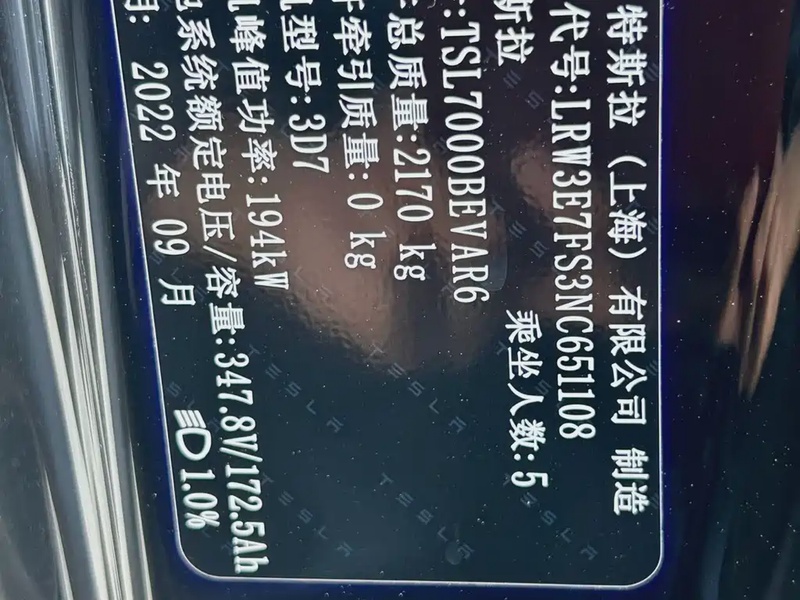 特斯拉（上海）有限公司 制造
代号:LRW3E7FS3NC651108
斯拉 乘坐人数:5
:TSL7000BEVAR6
总质量:2170 kg
牵引质量:0 kg
型号:3D7
峰值功率:194kW
系统额定电压/容量:347.8V/172.5Ah
: 2022 年 09 月 1.0%
TESLA